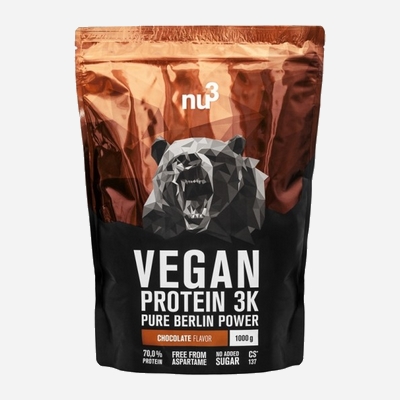 nu3
VEGAN
PROTEIN 3K
PURE BERLIN POWER
CHOCOLATE FLAVOR 1000 g
70,0% PROTEIN
FREE FROM ASPARTAME
NO ADDED SUGAR
CS* 137